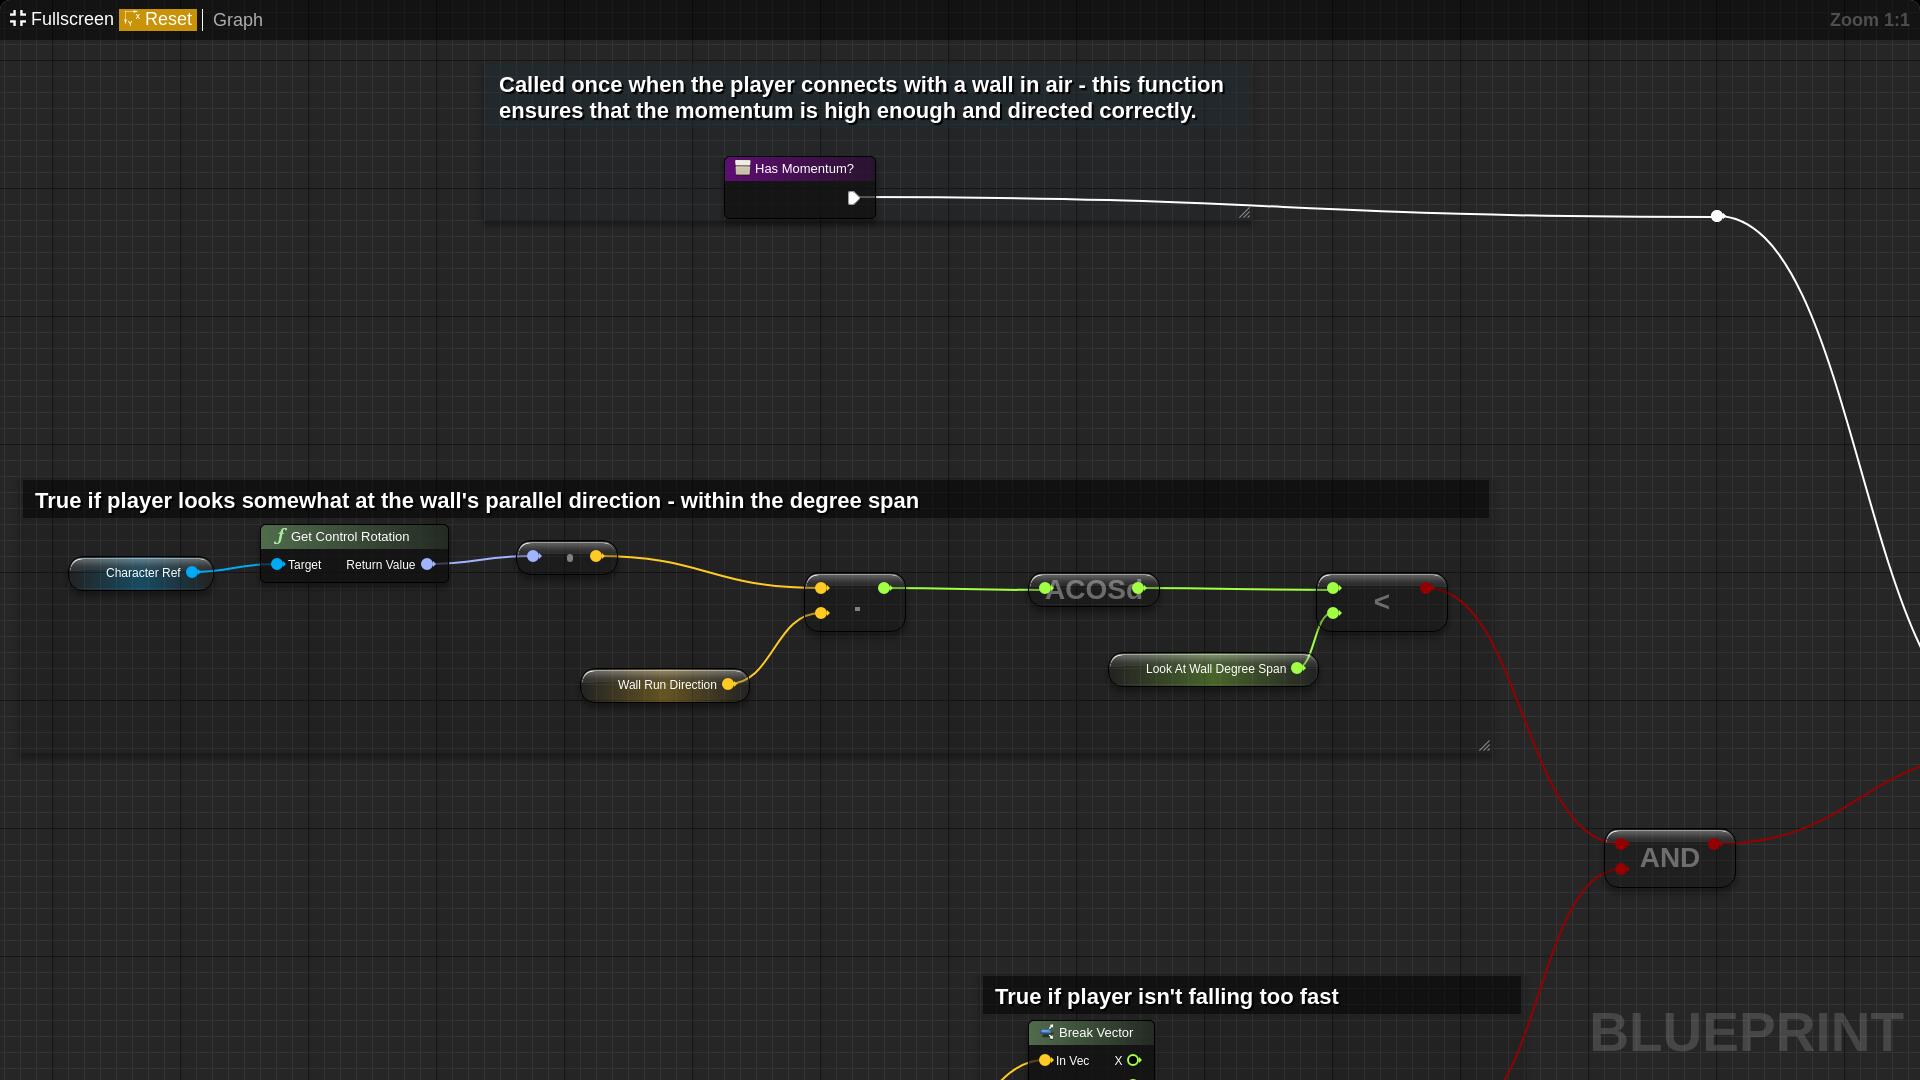 Fullscreen Reset Graph
Zoom 1:1
Called once when the player connects with a wall in air - this function
ensures that the momentum is high enough and directed correctly.
Has Momentum?
True if player looks somewhat at the wall's parallel direction - within the degree span
Get Control Rotation
Character Ref
Target Return Value
.
ACOSd
<
Wall Run Direction
Look At Wall Degree Span
AND
True if player isn't falling too fast
Break Vector
In Vec X
BLUEPRINT